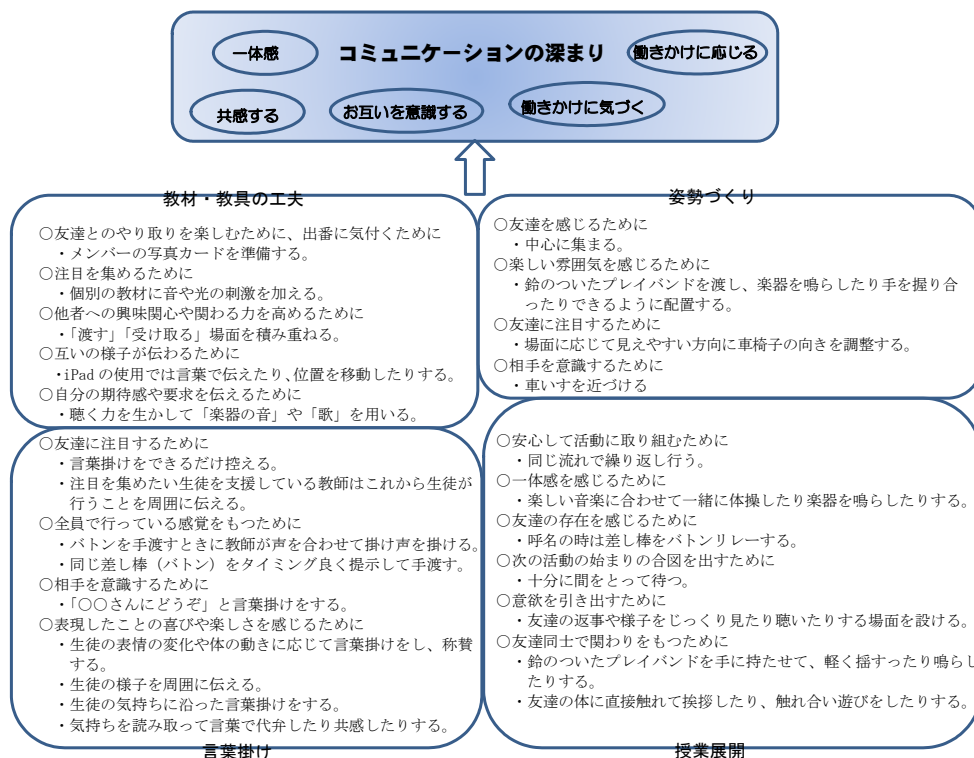 一体感
コミュニケーションの深まり
働きかけに応じる
共感する
お互いを意識する
働きかけに気づく
教材・教具の工夫
○友達とのやり取りを楽しむために、出番に気付くために
・メンバーの写真カードを準備する。
○注目を集めるために
・個別の教材に音や光の刺激を加える。
○他者への興味関心や関わる力を高めるために
・「渡す」「受け取る」場面を積み重ねる。
○互いの様子が伝わるために
・iPad の使用では言葉で伝えたり、位置を移動したりする。
○自分の期待感や要求を伝えるために
・聴く力を生かして「楽器の音」や「歌」を用いる。
姿勢づくり
○友達を感じるために
・中心に集まる。
○楽しい雰囲気を感じるために
・鈴のついたプレイバンドを渡し、楽器を鳴らしたり手を握り合
ったりできるように配置する。
○友達に注目するために
・場面に応じて見えやすい方向に車椅子の向きを調整する。
○相手を意識するために
・車いすを近づける
○友達に注目するために
・言葉掛けをできるだけ控える。
・注目を集めたい生徒を支援している教師はこれから生徒が
行うことを周囲に伝える。
○全員で行っている感覚をもつために
・バトンを手渡すときに教師が声を合わせて掛け声を掛ける。
・同じ差し棒（バトン）をタイミング良く提示して手渡す。
○相手を意識するために
・「○○さんにどうぞ」と言葉掛けをする。
○表現したことの喜びや楽しさを感じるために
・生徒の表情の変化や体の動きに応じて言葉掛けをし、称賛
する。
・生徒の様子を周囲に伝える。
・生徒の気持ちに沿った言葉掛けをする。
・気持ちを読み取って言葉で代弁したり共感したりする。
言葉掛け
○安心して活動に取り組むために
・同じ流れで繰り返し行う。
○一体感を感じるために
・楽しい音楽に合わせて一緒に体操したり楽器を鳴らしたりする。
○友達の存在を感じるために
・呼名の時は差し棒をバトンリレーする。
○次の活動の始まりの合図を出すために
・十分に間をとって待つ。
○意欲を引き出すために
・友達の返事や様子をじっくり見たり聴いたりする場面を設ける。
○友達同士で関わりをもつために
・鈴のついたプレイバンドを手に持たせて、軽く揺すったり鳴らし
たりする。
・友達の体に直接触れて挨拶したり、触れ合い遊びをしたりする。
授業展開